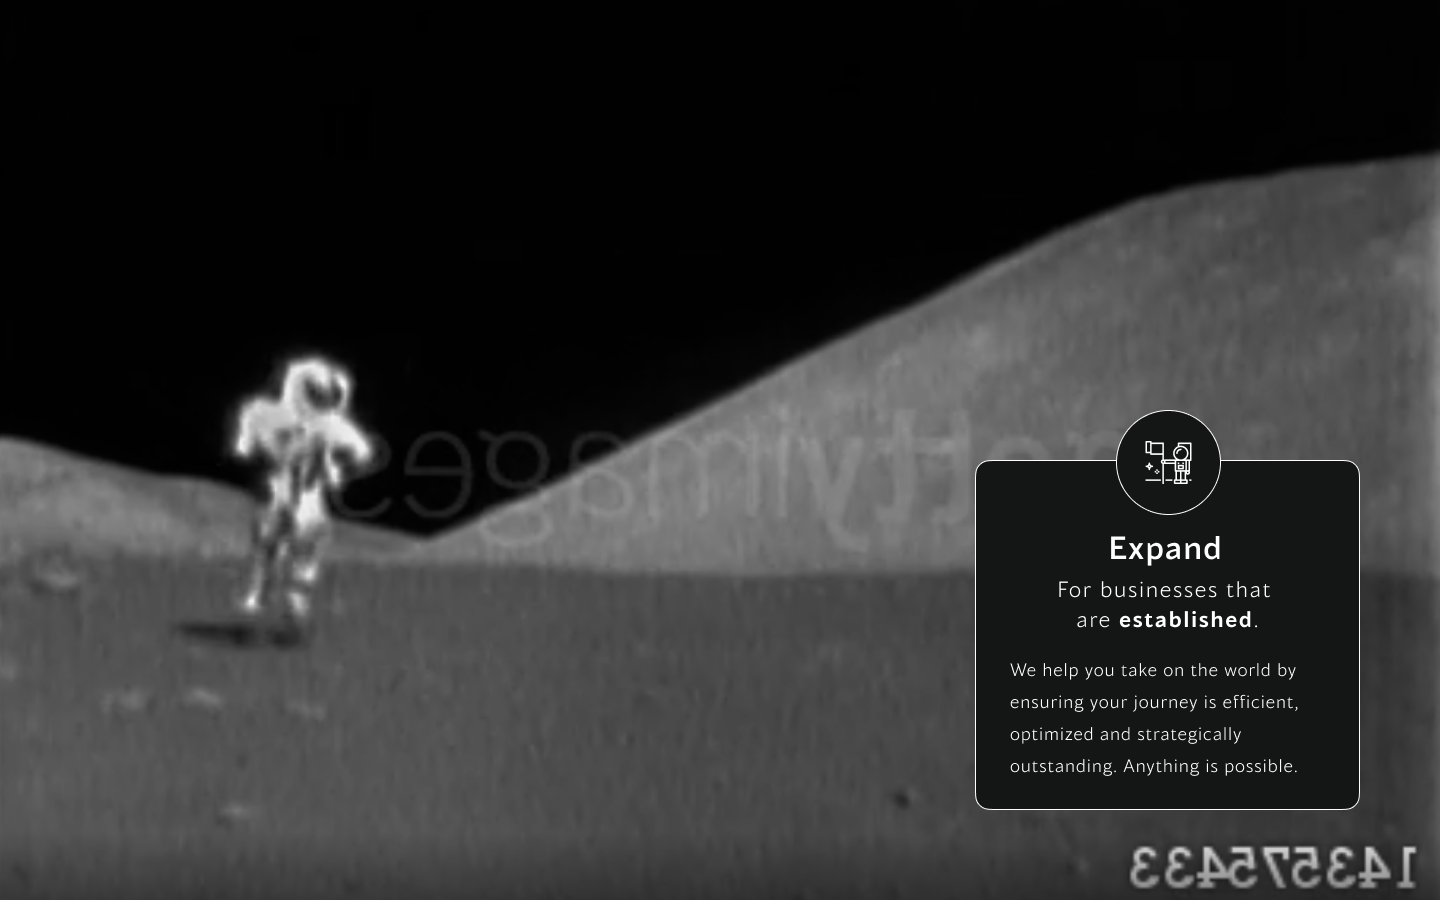 gettyimages
Expand
For businesses that
are established.
We help you take on the world by
ensuring your journey is efficient,
optimized and strategically
outstanding. Anything is possible.
143575433